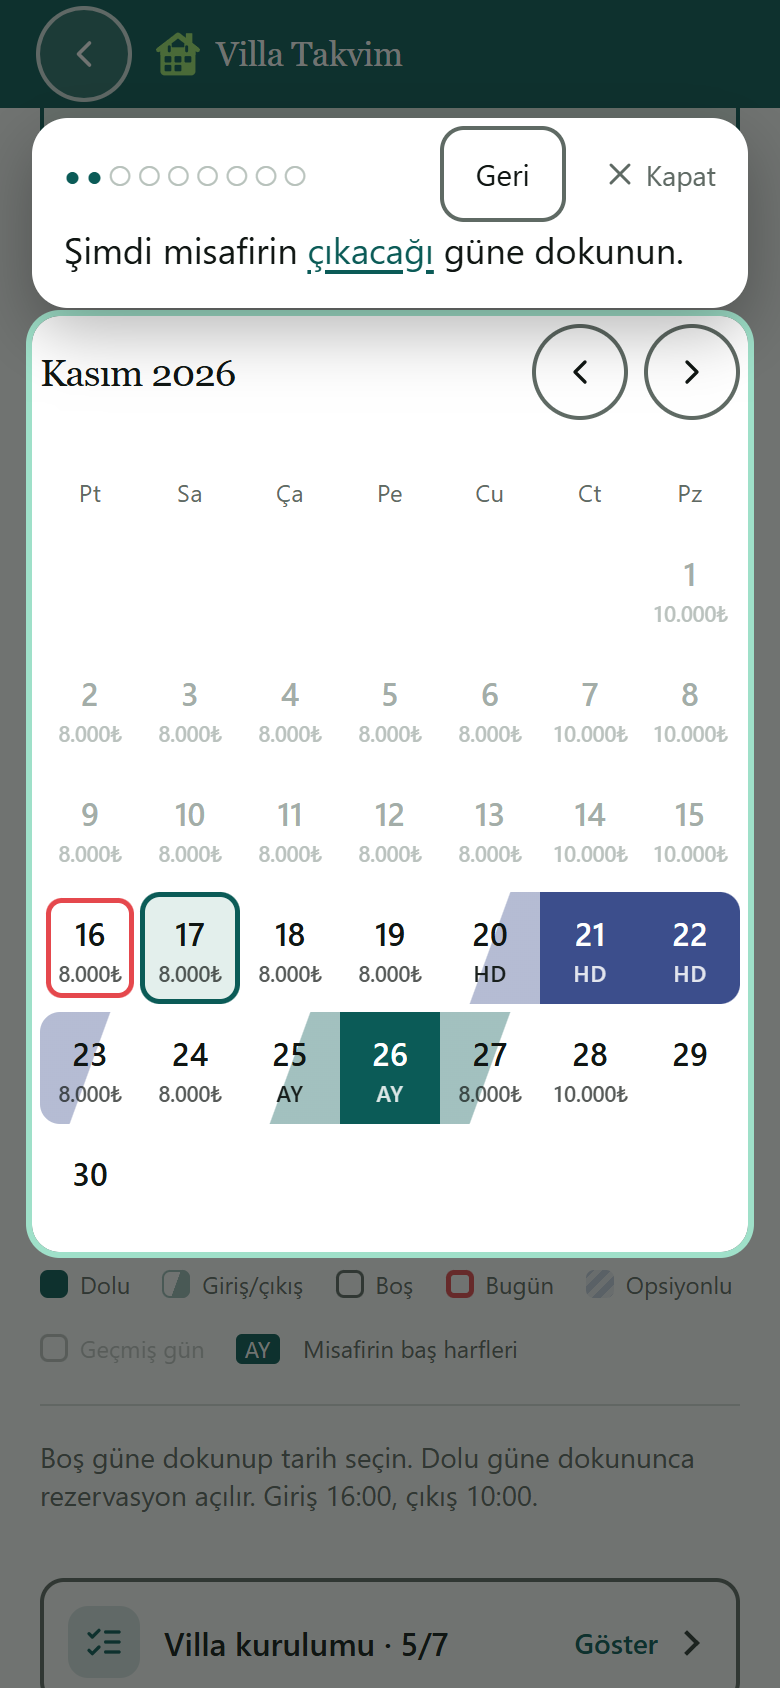 Villa Takvim
Geri
Kapat
Şimdi misafirin çıkacağı güne dokunun.
Kasım 2026
Pt Sa Ça Pe Cu Ct Pz
1
10.000₺
2 3 4 5 6 7 8
8.000₺ 8.000₺ 8.000₺ 8.000₺ 8.000₺ 10.000₺ 10.000₺
9 10 11 12 13 14 15
8.000₺ 8.000₺ 8.000₺ 8.000₺ 8.000₺ 10.000₺ 10.000₺
16 17 18 19 20 21 22
8.000₺ 8.000₺ 8.000₺ 8.000₺ HD HD HD
23 24 25 26 27 28 29
8.000₺ 8.000₺ AY AY 8.000₺ 10.000₺
30
Dolu Giriş/çıkış Boş Bugün Opsiyonlu
Geçmiş gün AY Misafirin baş harfleri
Boş güne dokunup tarih seçin. Dolu güne dokununca
rezervasyon açılır. Giriş 16:00, çıkış 10:00.
Villa kurulumu · 5/7 Göster